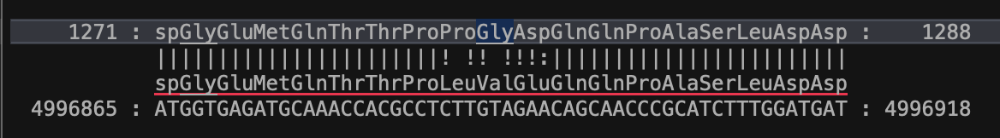 1271 : spGlyGluMetGlnThrThrProProGlyAspGlnGlnProAlaSerLeuAspAsp : 1288
|||||||||||||||||||||||! !! !!!:||||||||||||||||||||||||
spGlyGluMetGlnThrThrProLeuValGluGlnGlnProAlaSerLeuAspAsp
4996865 : ATGGTGAGATGCAAACCACGCCTCTTGTAGAACAGCAACCCGCATCTTTGGATGAT : 4996918